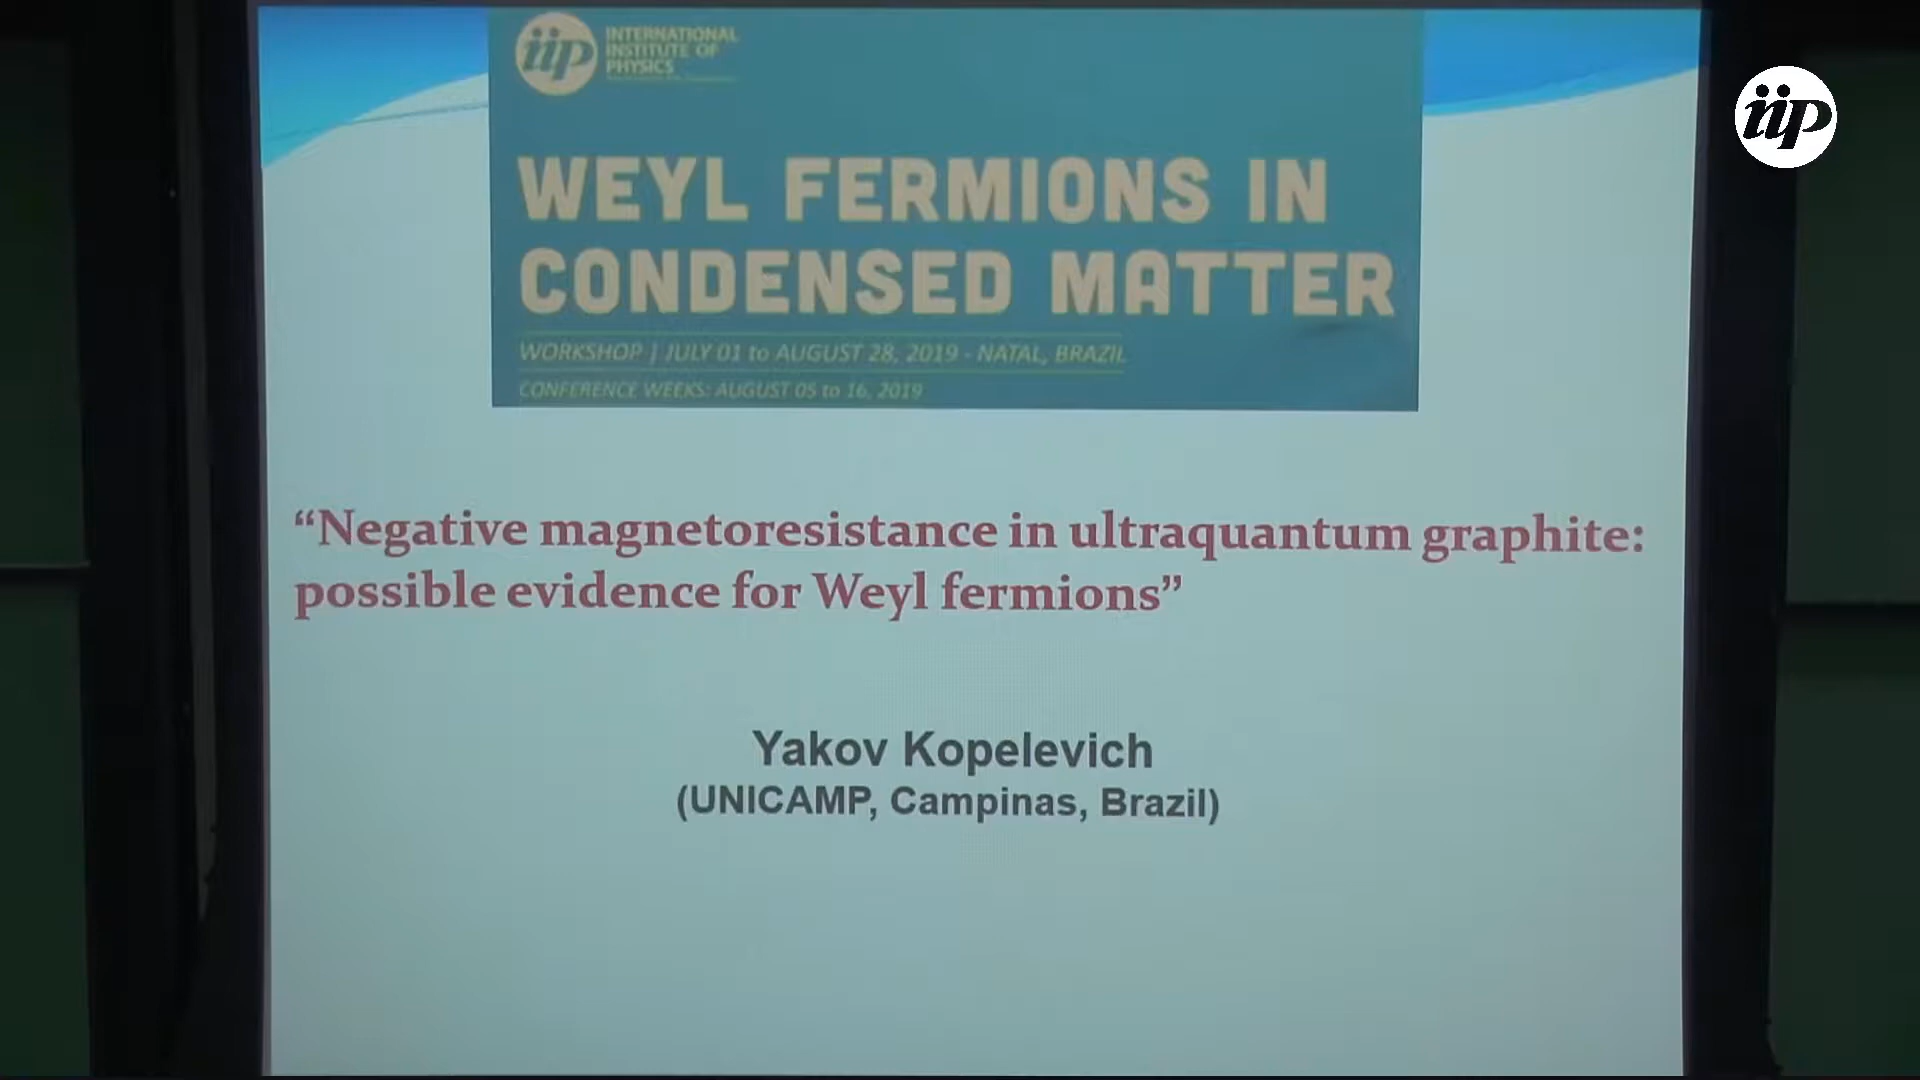 iip
INTERNATIONAL
INSTITUTE OF
PHYSICS
iip
WEYL FERMIONS IN
CONDENSED MATTER
WORKSHOP | JULY 01 to AUGUST 28, 2019 - NATAL, BRAZIL
CONFERENCE WEEKS: AUGUST 05 to 16, 2019
“Negative magnetoresistance in ultraquantum graphite:
possible evidence for Weyl fermions”
Yakov Kopelevich
(UNICAMP, Campinas, Brazil)